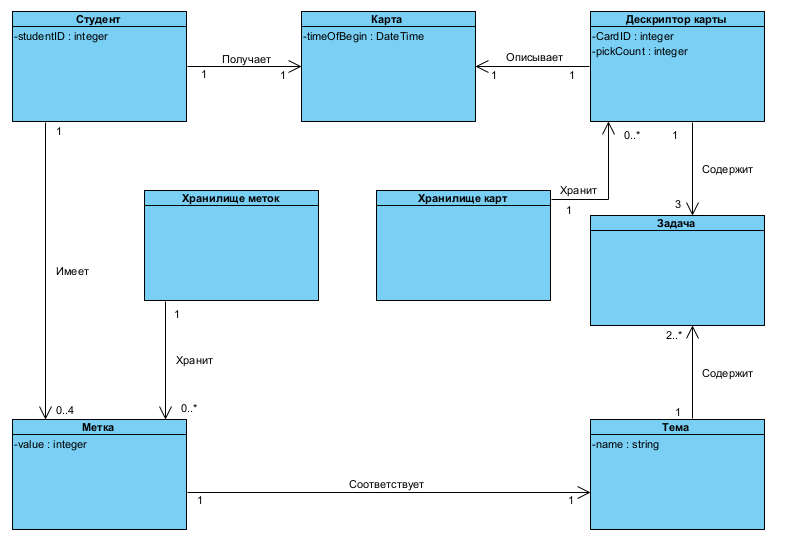 Студент
-studentID : integer
Карта
-timeOfBegin : DateTime
Дескриптор карты
-CardID : integer
-pickCount : integer
Получает
1
1
Описывает
1
1
1
0..*
1
Содержит
3
Хранилище меток
Хранилище карт
Хранит
1
Задача
Имеет
1
Хранит
2..*
Содержит
1
0..4
0..*
Метка
-value : integer
Тема
-name : string
Соответствует
1
1